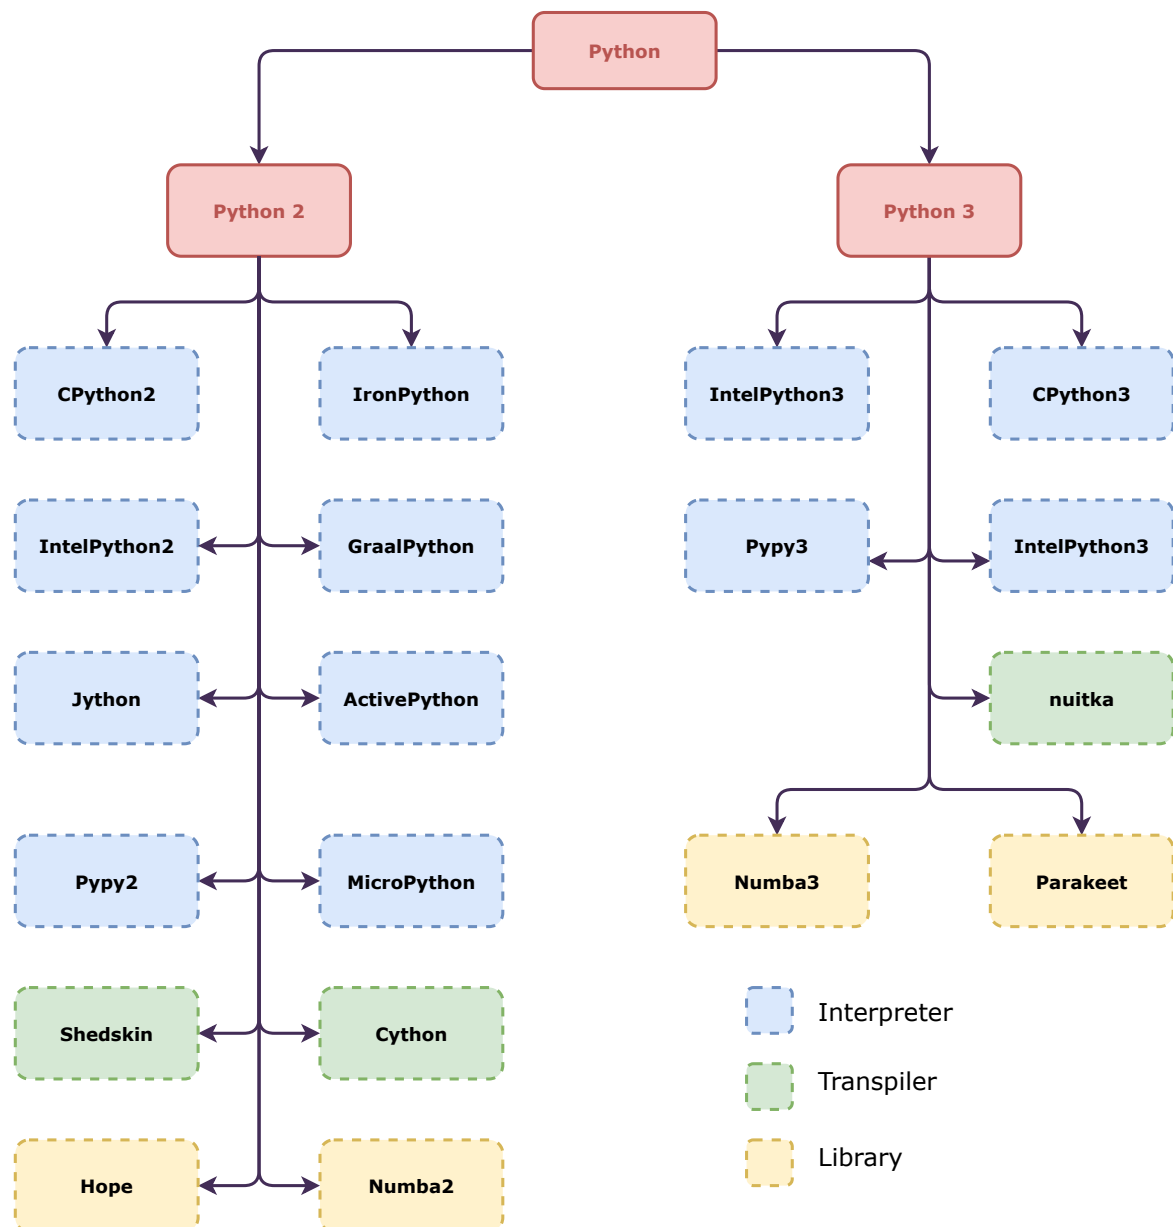 Python
Python 2
Python 3
CPython2
IronPython
IntelPython3
CPython3
IntelPython2
GraalPython
Pypy3
IntelPython3
Jython
ActivePython
nuitka
Pypy2
MicroPython
Numba3
Parakeet
Shedskin
Cython
Interpreter
Transpiler
Library
Hope
Numba2